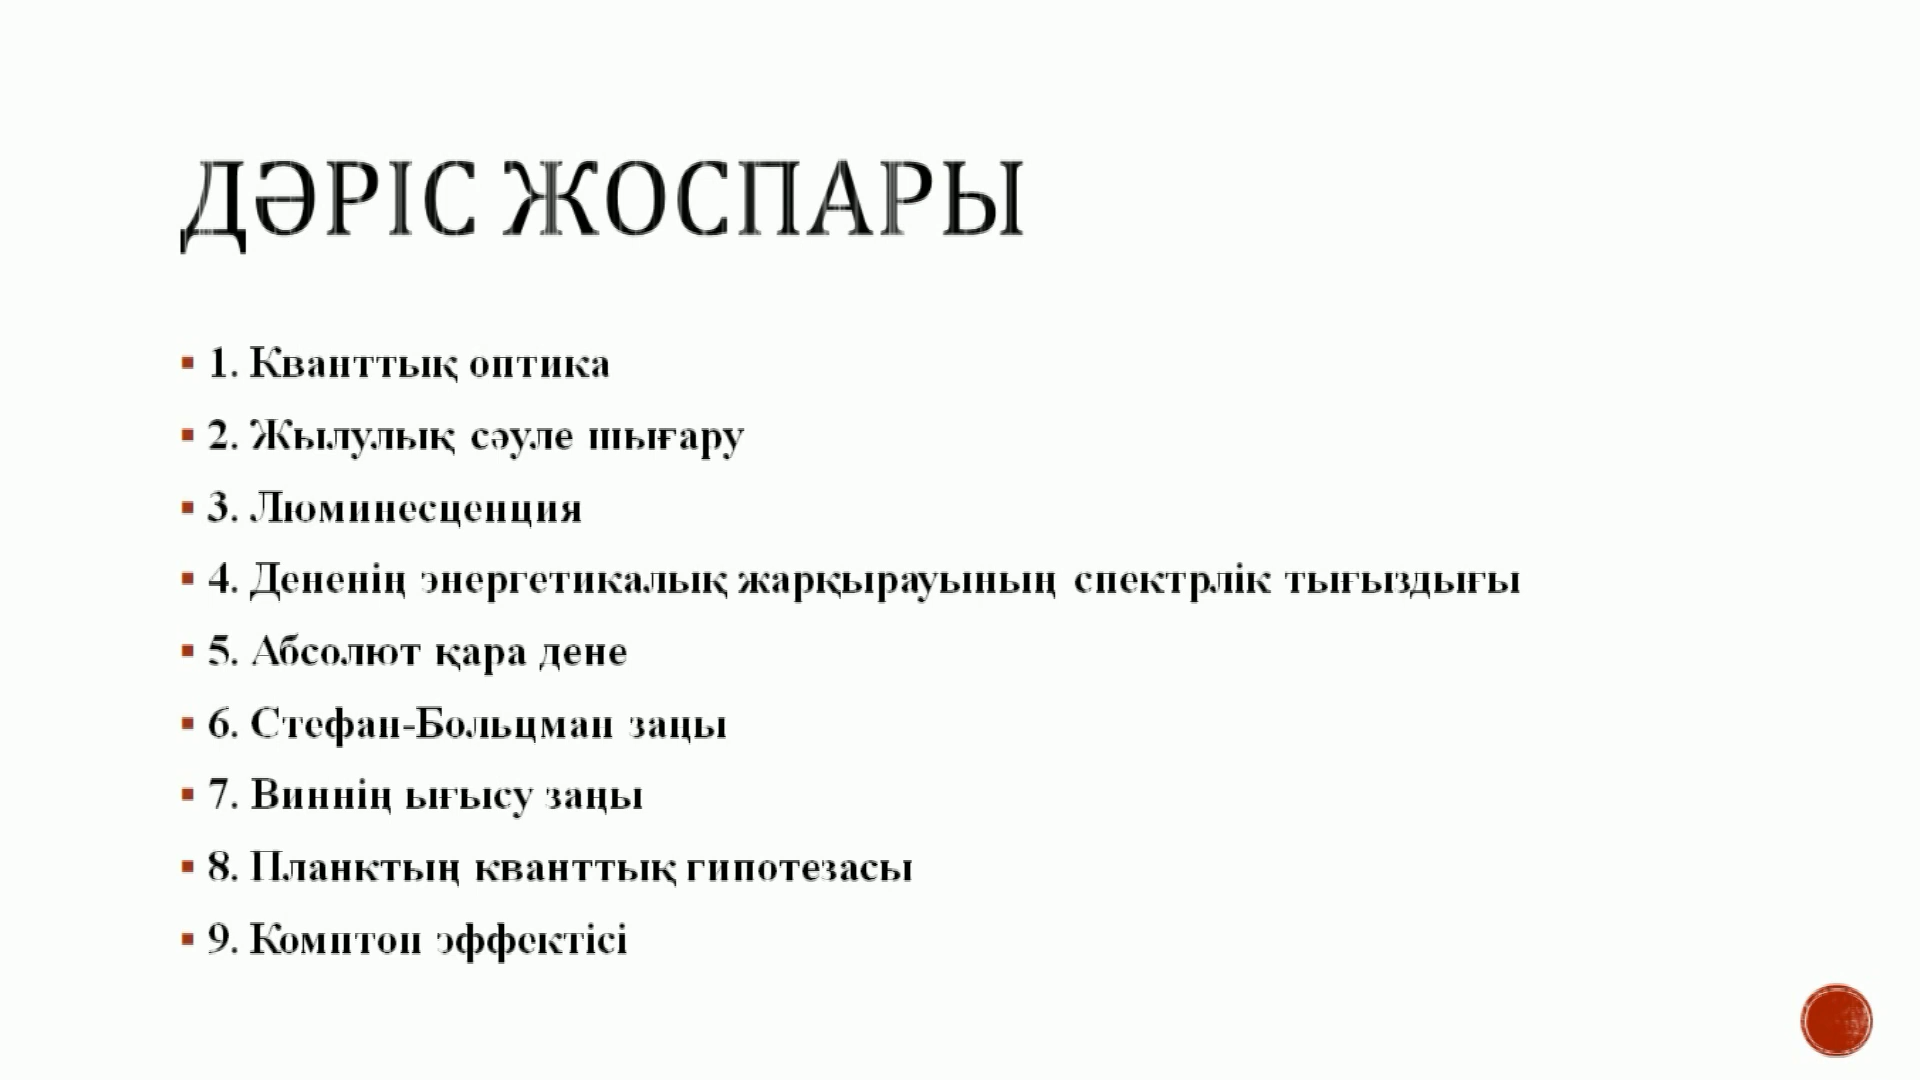 ДӘРІС ЖОСПАРЫ
1. Кванттық оптика
2. Жылулық сәуле шығару
3. Люминесценция
4. Дененің энергетикалық жарқырауының спектрлік тығыздығы
5. Абсолют қара дене
6. Стефан-Больцман заңы
7. Виннің ығысу заңы
8. Планктың кванттық гипотезасы
9. Комптон эффектісі